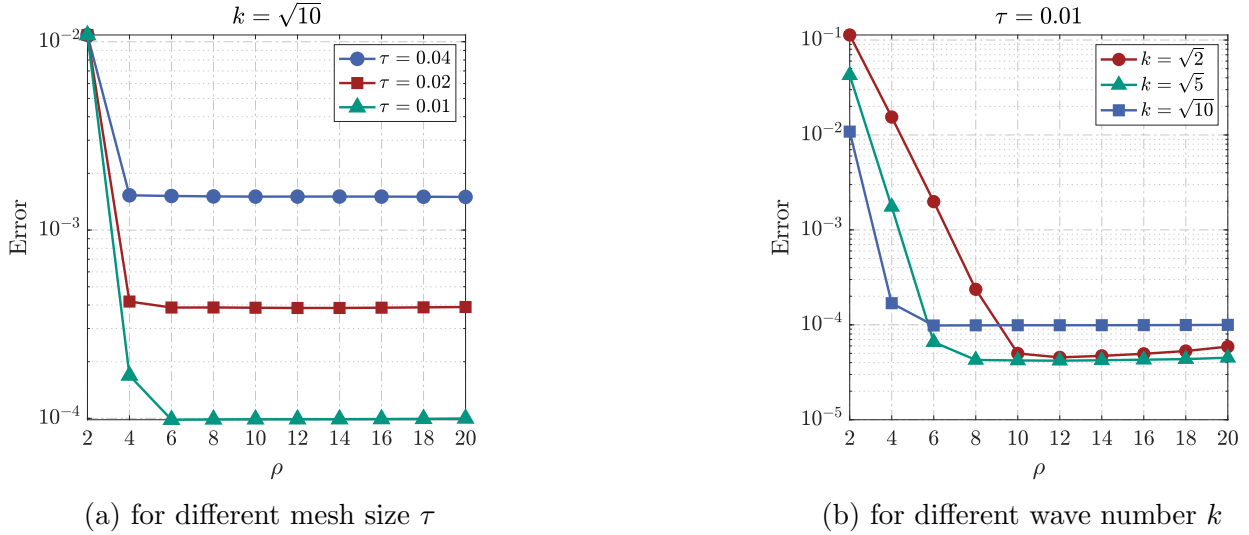 k = √10
10⁻²
10⁻³
10⁻⁴
Error
τ = 0.04
τ = 0.02
τ = 0.01
2 4 6 8 10 12 14 16 18 20
ρ
(a) for different mesh size τ
τ = 0.01
10⁻¹
10⁻²
10⁻³
10⁻⁴
10⁻⁵
Error
k = √2
k = √5
k = √10
2 4 6 8 10 12 14 16 18 20
ρ
(b) for different wave number k